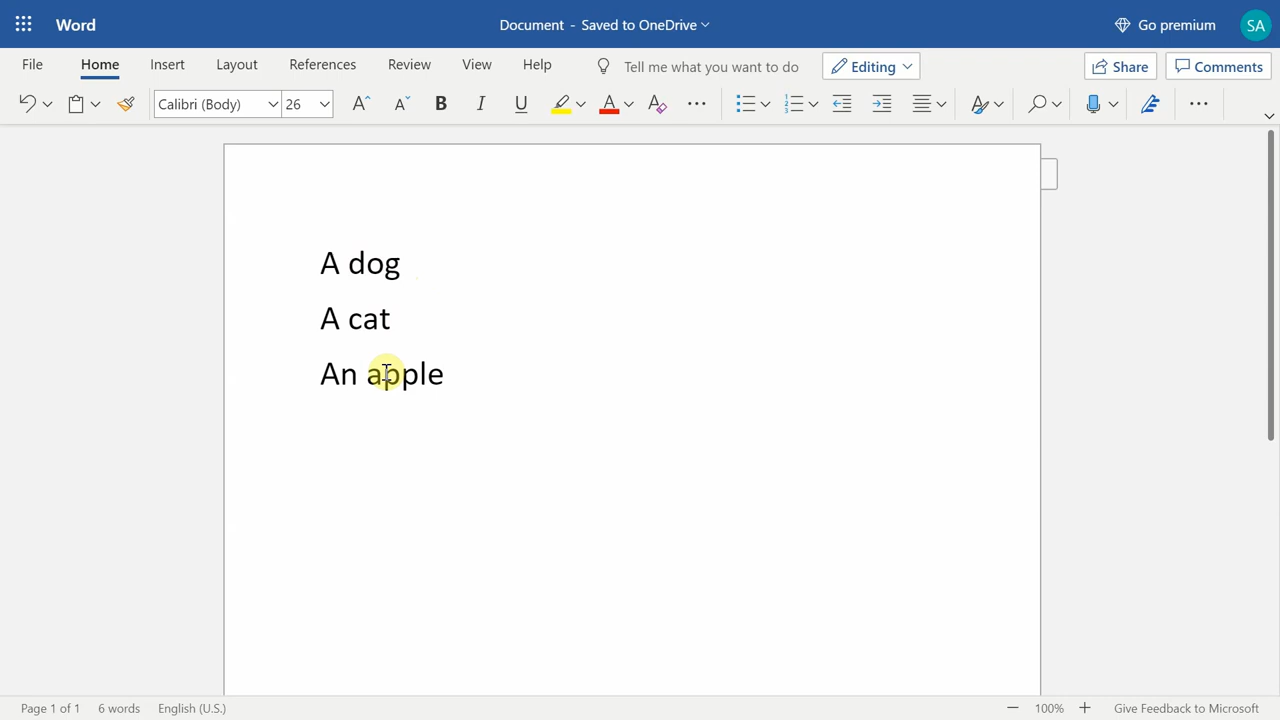 Word
Document - Saved to OneDrive
Go premium
SA
File
Home
Insert
Layout
References
Review
View
Help
Tell me what you want to do
Editing
Share
Comments
Calibri (Body)
26
A dog
A cat
An apple
Page 1 of 1
6 words
English (U.S.)
100%
Give Feedback to Microsoft